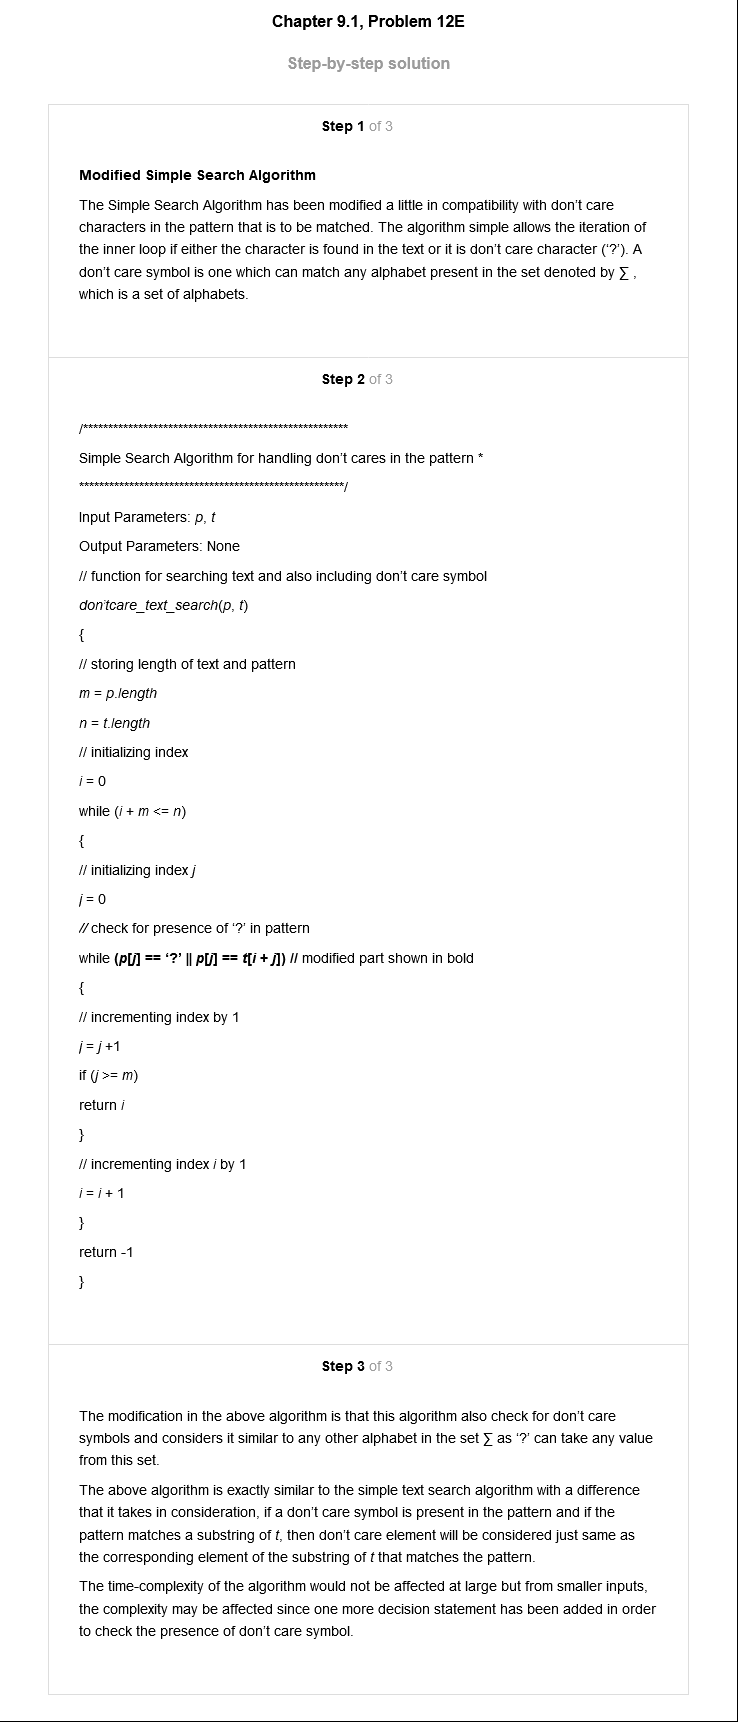 Chapter 9.1, Problem 12E
Step-by-step solution
Step 1 of 3
Modified Simple Search Algorithm
The Simple Search Algorithm has been modified a little in compatibility with don't care
characters in the pattern that is to be matched. The algorithm simple allows the iteration of
the inner loop if either the character is found in the text or it is don't care character ('?'). A
don't care symbol is one which can match any alphabet present in the set denoted by ∑ ,
which is a set of alphabets.
Step 2 of 3
/*****************************************************
Simple Search Algorithm for handling don't cares in the pattern *
*****************************************************/
Input Parameters: p, t
Output Parameters: None
// function for searching text and also including don't care symbol
don'tcare_text_search(p, t)
{
// storing length of text and pattern
m = p.length
n = t.length
// initializing index
i = 0
while (i + m <= n)
{
// initializing index j
j = 0
// check for presence of '?' in pattern
while (p[j] == '?' || p[j] == t[i + j]) // modified part shown in bold
{
// incrementing index by 1
j = j +1
if (j >= m)
return i
}
// incrementing index i by 1
i = i + 1
}
return -1
}
Step 3 of 3
The modification in the above algorithm is that this algorithm also check for don't care
symbols and considers it similar to any other alphabet in the set ∑ as '?' can take any value
from this set.
The above algorithm is exactly similar to the simple text search algorithm with a difference
that it takes in consideration, if a don't care symbol is present in the pattern and if the
pattern matches a substring of t, then don't care element will be considered just same as
the corresponding element of the substring of t that matches the pattern.
The time-complexity of the algorithm would not be affected at large but from smaller inputs,
the complexity may be affected since one more decision statement has been added in order
to check the presence of don't care symbol.